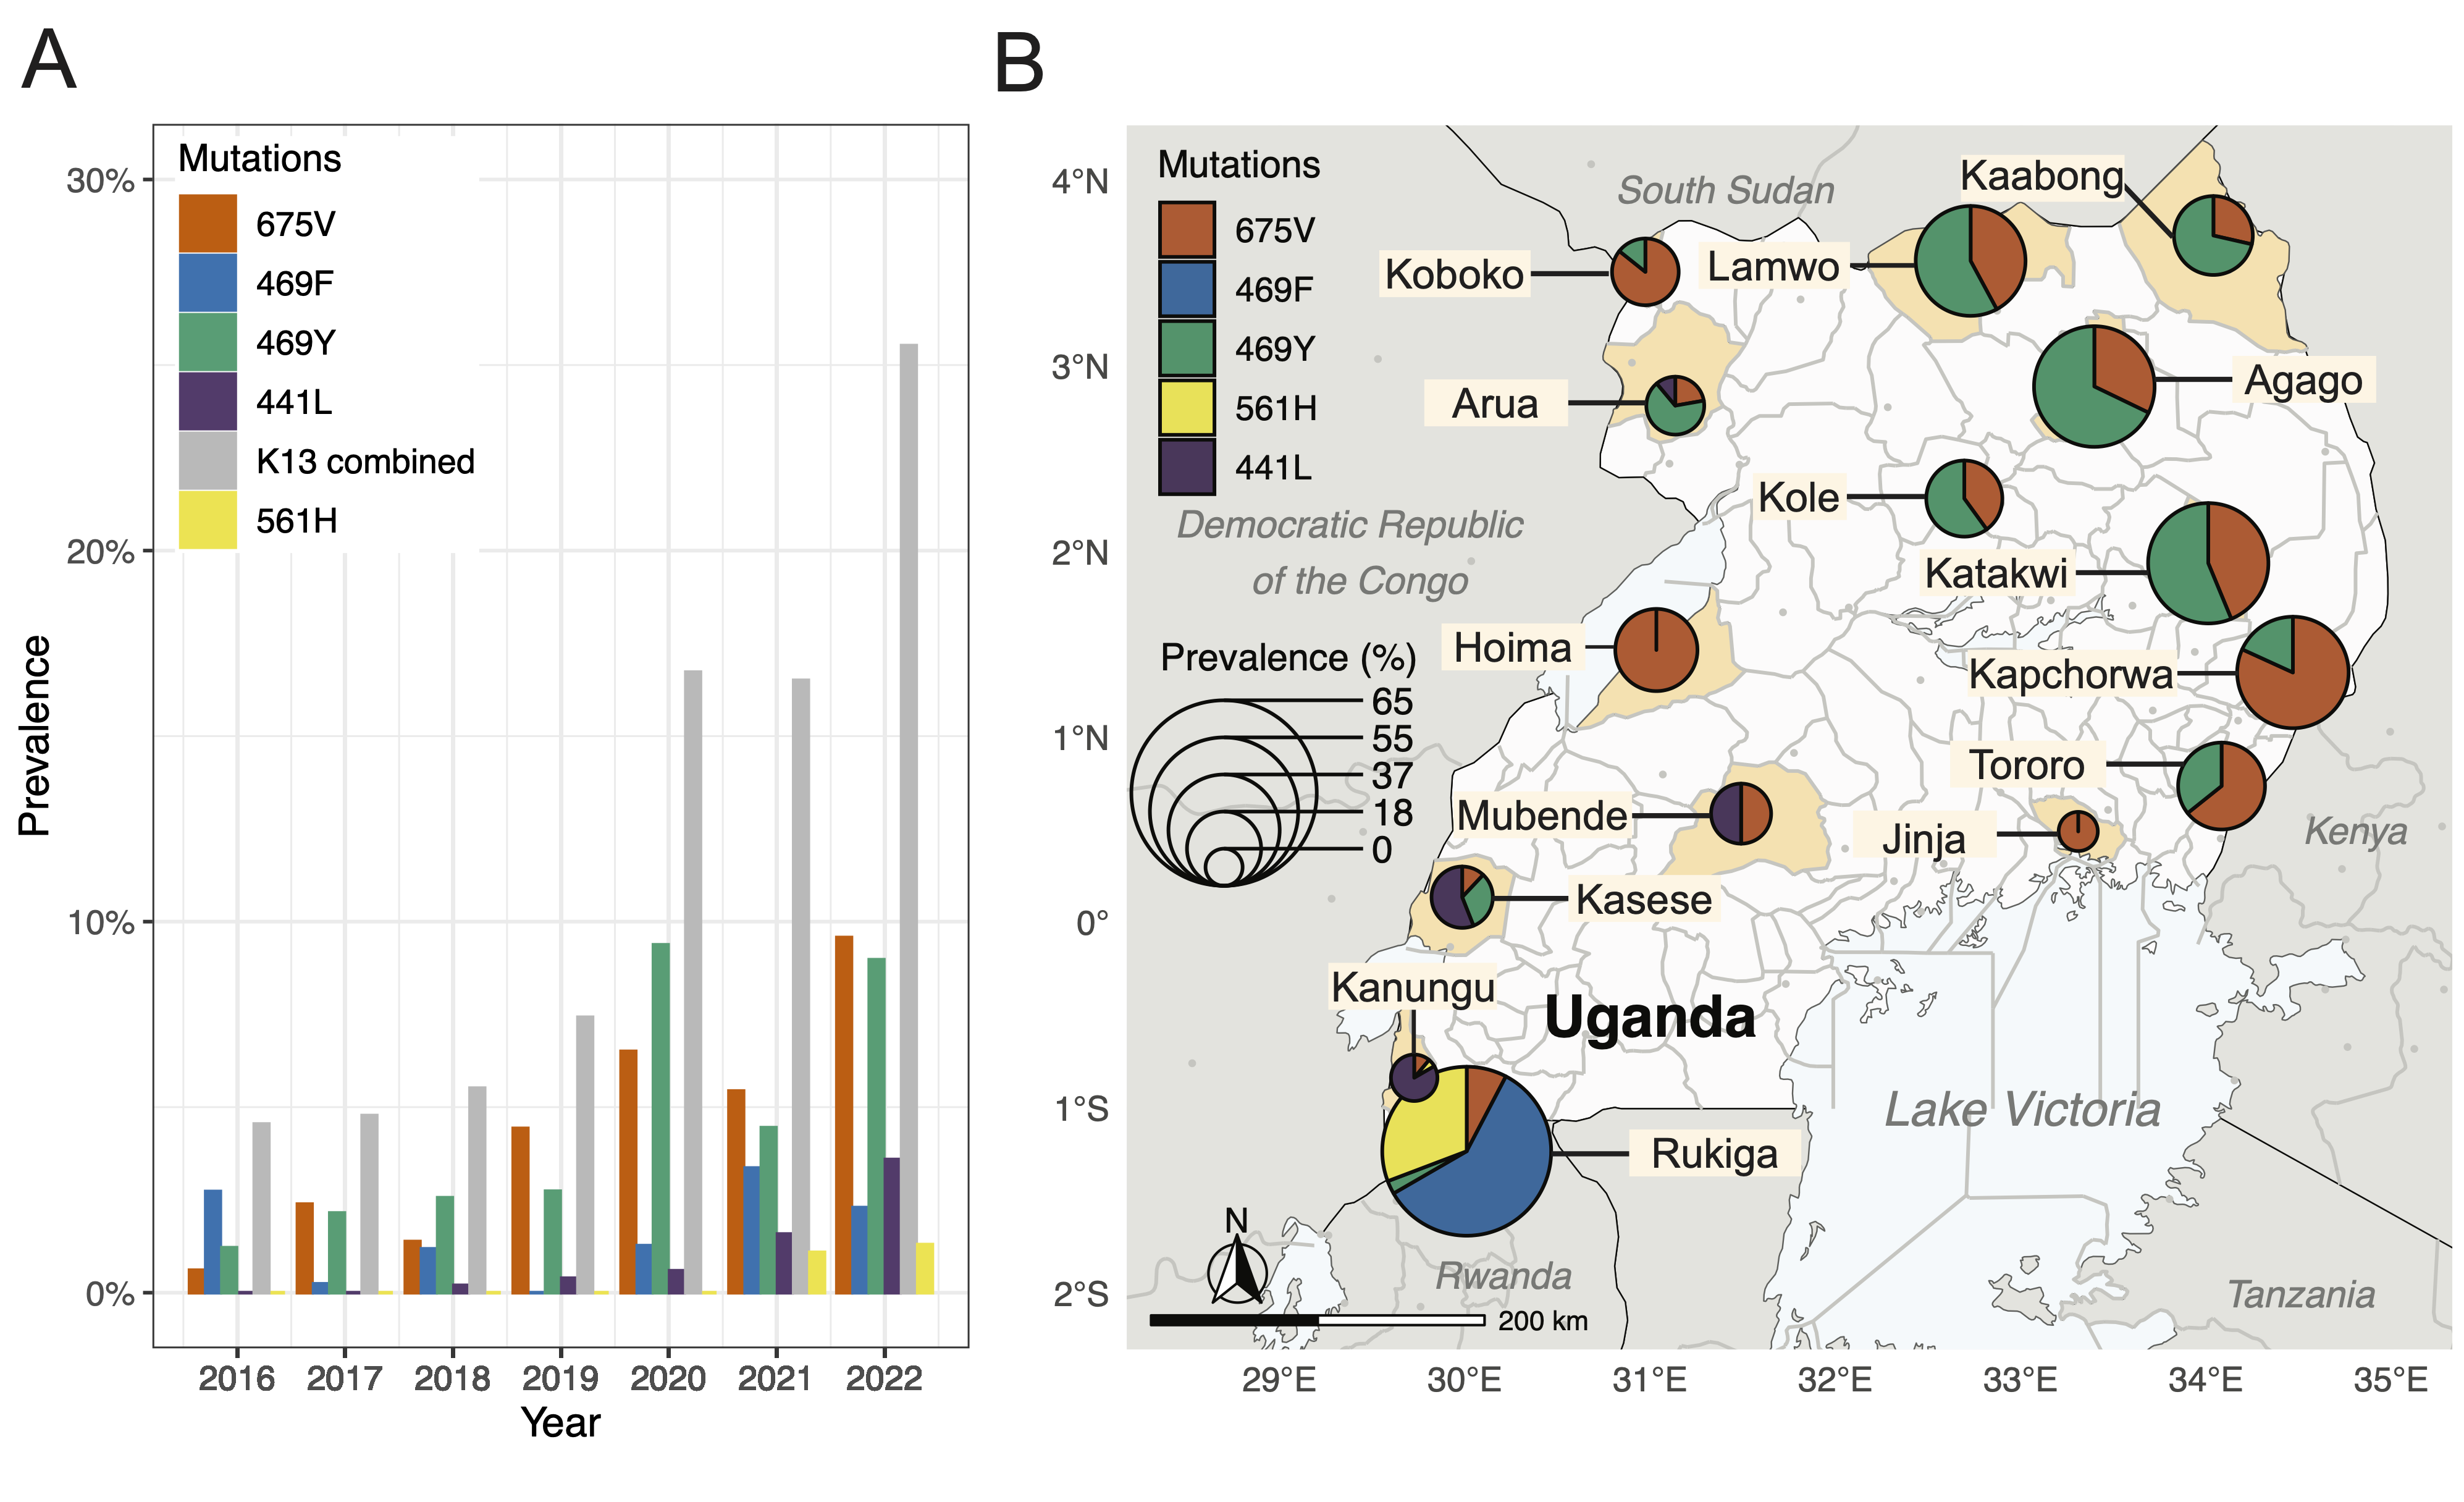 A
Mutations
675V
469F
469Y
441L
K13 combined
561H
30%
20%
10%
0%
Prevalence
2016 2017 2018 2019 2020 2021 2022
Year
B
Mutations
675V
469F
469Y
561H
441L
4°N
3°N
2°N
1°N
0°
1°S
2°S
South Sudan
Kaabong
Koboko
Lamwo
Arua
Agago
Kole
Democratic Republic
of the Congo
Katakwi
Hoima
Kapchorwa
Prevalence (%)
65
55
37
18
0
Tororo
Mubende
Jinja
Kenya
Kasese
Kanungu
Uganda
Lake Victoria
Rukiga
N
Rwanda
Tanzania
200 km
29°E 30°E 31°E 32°E 33°E 34°E 35°E